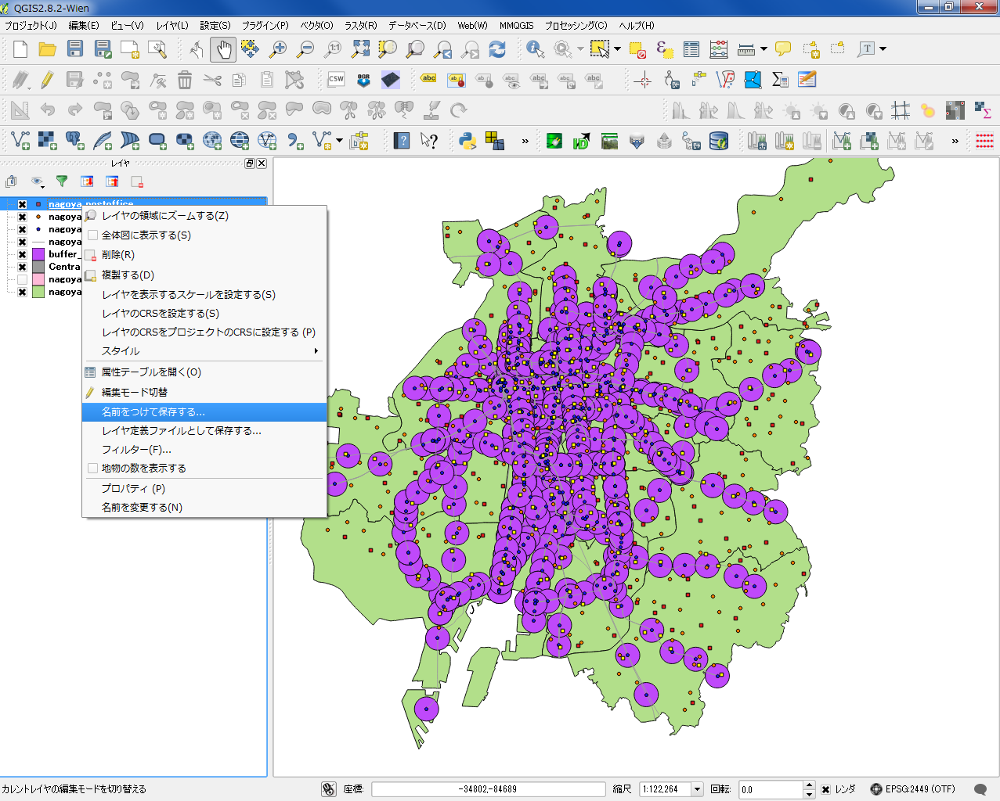 QGIS2.8.2-Wien
プロジェクト(J) 編集(E) ビュー(V) レイヤ(L) 設定(S) プラグイン(P) ベクタ(O) ラスタ(R) データベース(D) Web(W) MMQGIS プロセッシング(C) ヘルプ(H)
1:1 T
CSW OGR abc abc abc abc abc abc abc
» »
レイヤ
nagoya_postoffice
nagoya
nagoya
nagoya
buffer_
Centra
nagoya
nagoya
レイヤの領域にズームする(Z)
全体図に表示する(S)
削除(R)
複製する(D)
レイヤを表示するスケールを設定する(S)
レイヤのCRSを設定する(S)
レイヤのCRSをプロジェクトのCRSに設定する (P)
スタイル
属性テーブルを開く(O)
編集モード切替
名前をつけて保存する...
レイヤ定義ファイルとして保存する...
フィルター(F)...
地物の数を表示する
プロパティ (P)
名前を変更する(N)
カレントレイヤの編集モードを切り替える 座標: -34802,-84689 縮尺 1:122,264 回転: 0.0 レンダ EPSG:2449 (OTF)